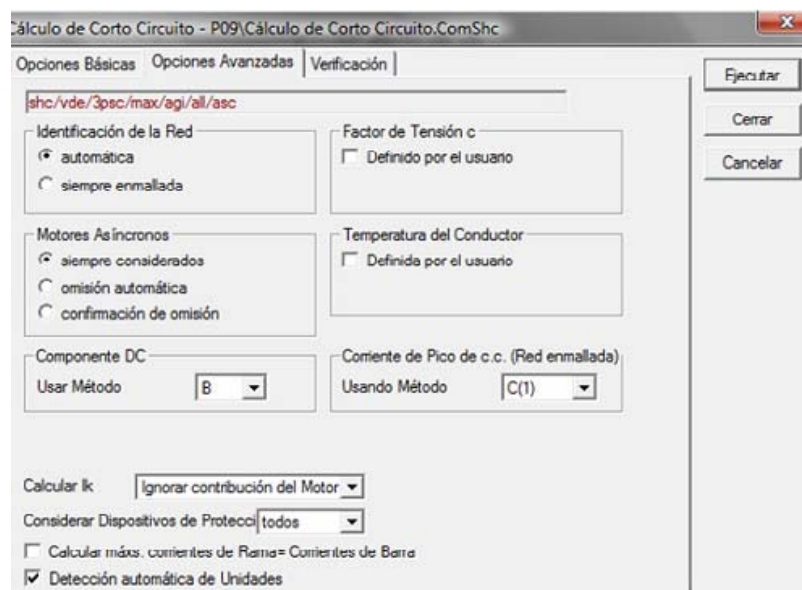 Cálculo de Corto Circuito - P09\Cálculo de Corto Circuito.ComShc
Opciones Básicas Opciones Avanzadas Verificación
Ejecutar
shc/vde/3psc/max/agi/all/asc
Cerrar
Identificación de la Red
Factor de Tensión c
automática
Definido por el usuario
Cancelar
siempre enmallada
Motores Asíncronos
Temperatura del Conductor
siempre considerados
Definida por el usuario
omisión automática
confirmación de omisión
Componente DC
Corriente de Pico de c.c. (Red enmallada)
Usar Método B
Usando Método C(1)
Calcular Ik Ignorar contribución del Motor
Considerar Dispositivos de Protecci todos
Calcular máxs. corrientes de Rama= Corrientes de Barra
Detección automática de Unidades